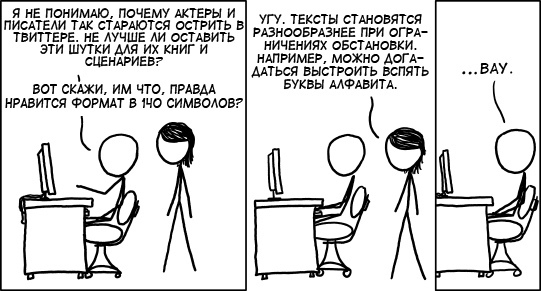 Я НЕ ПОНИМАЮ, ПОЧЕМУ АКТЕРЫ И
ПИСАТЕЛИ ТАК СТАРАЮТСЯ ОСТРИТЬ В
ТВИТТЕРЕ. НЕ ЛУЧШЕ ЛИ ОСТАВИТЬ
ЭТИ ШУТКИ ДЛЯ ИХ КНИГ И
СЦЕНАРИЕВ?
ВОТ СКАЖИ, ИМ ЧТО, ПРАВДА
НРАВИТСЯ ФОРМАТ В 140 СИМВОЛОВ?
УГУ. ТЕКСТЫ СТАНОВЯТСЯ
РАЗНООБРАЗНЕЕ ПРИ ОГРА-
НИЧЕНИЯХ ОБСТАНОВКИ.
НАПРИМЕР, МОЖНО ДОГА-
ДАТЬСЯ ВЫСТРОИТЬ ВСПЯТЬ
БУКВЫ АЛФАВИТА.
...ВАУ.